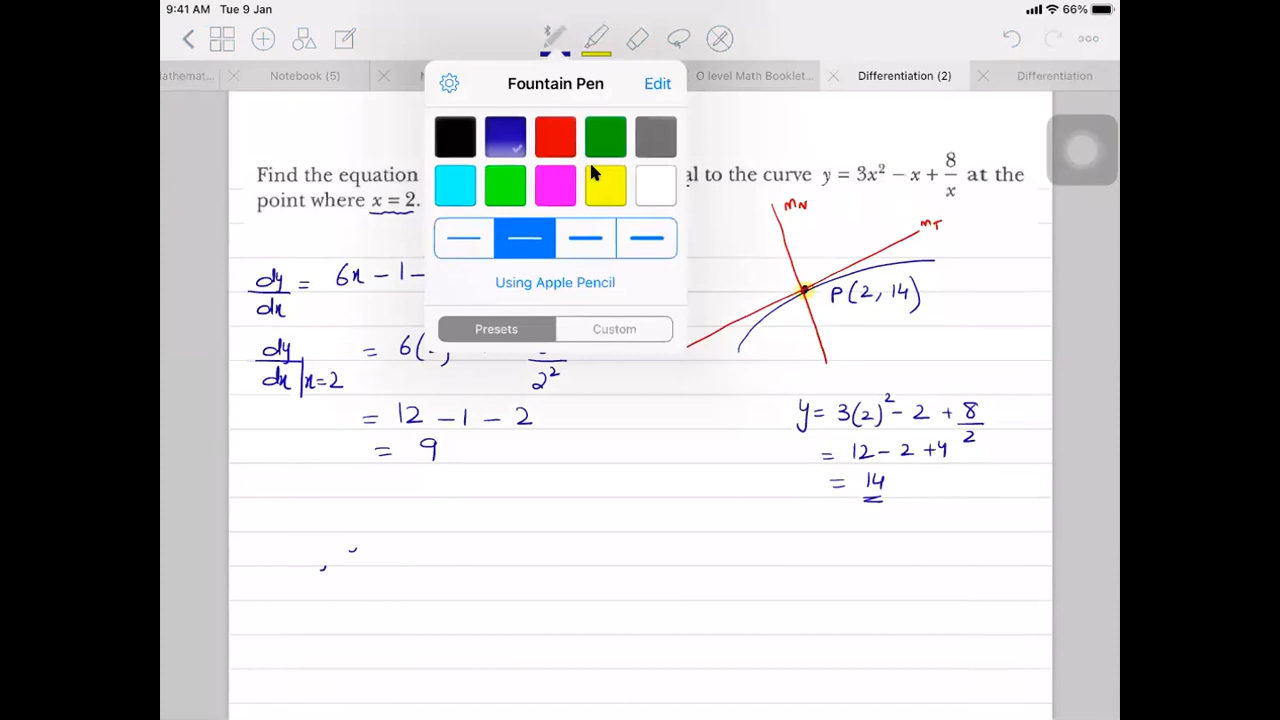 9:41 AM Tue 9 Jan
66%
athemat...
Notebook (5)
O level Math Booklet...
Differentiation (2)
Differentiation
Fountain Pen
Edit
Using Apple Pencil
Presets
Custom
Find the equation
al to the curve y = 3x² − x + 8/x at the
point where x = 2.
mN
mT
P(2, 14)
dy/dx = 6x − 1 −
dy/dx|x=2 = 6(
2²
= 12 − 1 − 2
= 9
y = 3(2)² − 2 + 8/2
= 12 − 2 + 4
= 14